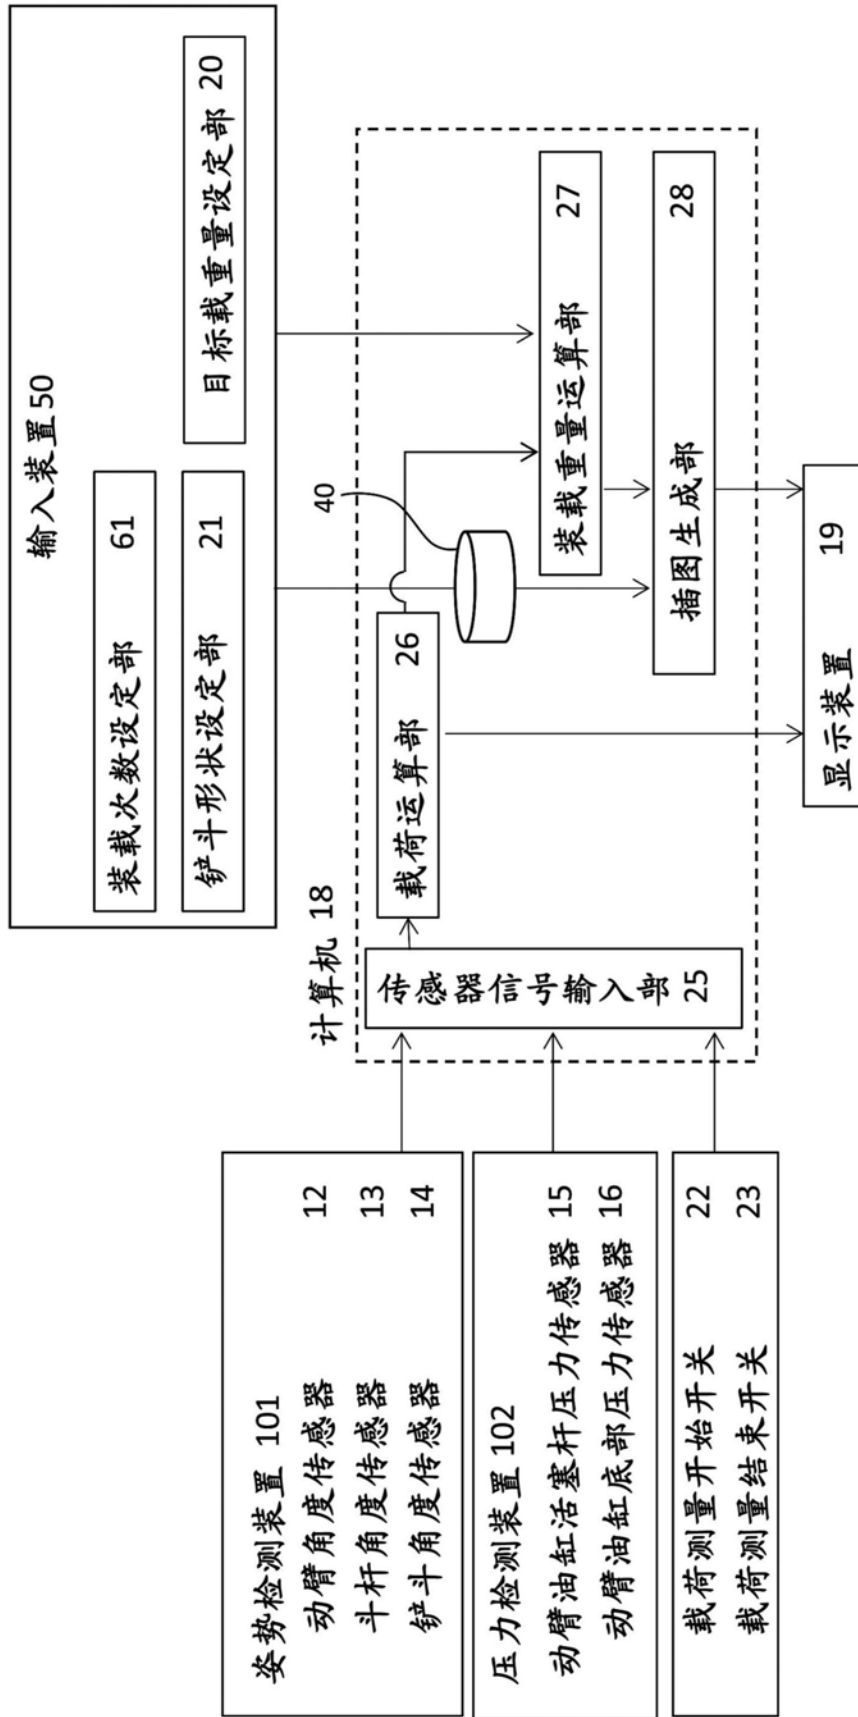 输入装置 50
装载次数设定部 61
铲斗形状设定部 21
目标载重量设定部 20
计算机 18
40
载荷运算部 26
装载重量运算部 27
传感器信号输入部 25
插图生成部 28
显示装置 19
姿势检测装置 101
动臂角度传感器 12
斗杆角度传感器 13
铲斗角度传感器 14
压力检测装置 102
动臂油缸活塞杆压力传感器 15
动臂油缸底部压力传感器 16
载荷测量开始开关 22
载荷测量结束开关 23